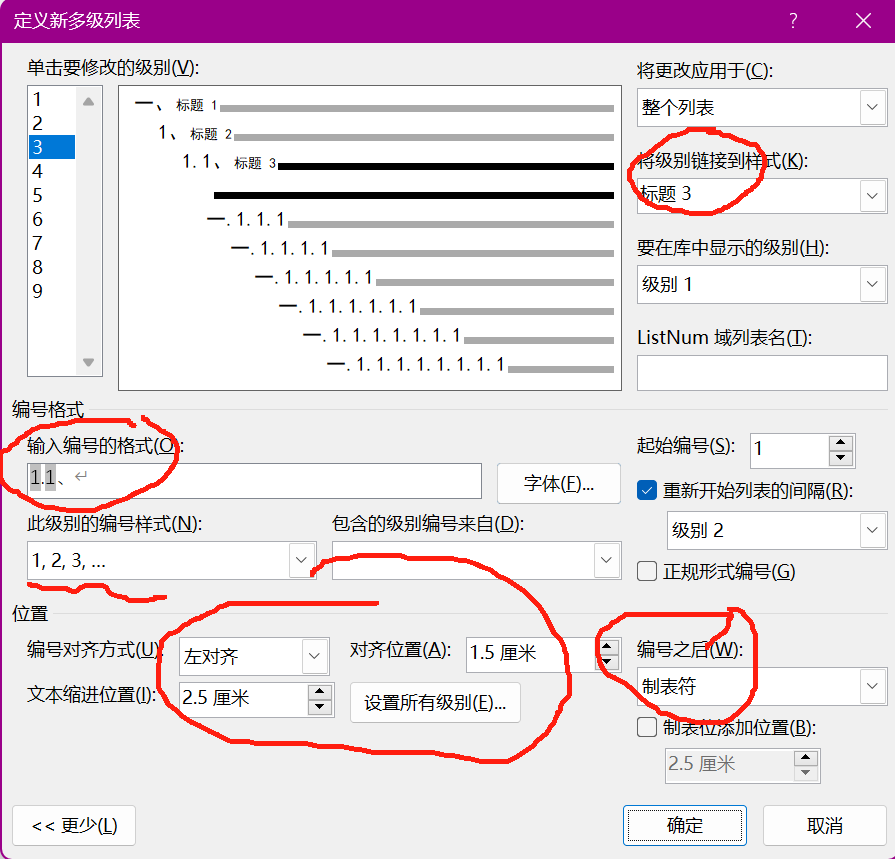 定义新多级列表
单击要修改的级别(V):
1
2
3
4
5
6
7
8
9
一、标题 1
1、标题 2
1.1、标题 3
一.1.1.1
一.1.1.1.1
一.1.1.1.1.1
一.1.1.1.1.1.1
一.1.1.1.1.1.1.1
一.1.1.1.1.1.1.1.1
将更改应用于(C):
整个列表
将级别链接到样式(K):
标题 3
要在库中显示的级别(H):
级别 1
ListNum 域列表名(T):
编号格式
输入编号的格式(O):
1.1、
字体(F)...
起始编号(S): 1
重新开始列表的间隔(R):
级别 2
正规形式编号(G)
此级别的编号样式(N):
1, 2, 3, ...
包含的级别编号来自(D):
位置
编号对齐方式(U): 左对齐
对齐位置(A): 1.5 厘米
文本缩进位置(I): 2.5 厘米
设置所有级别(E)...
编号之后(W):
制表符
制表位添加位置(B):
2.5 厘米
<< 更少(L)
确定
取消